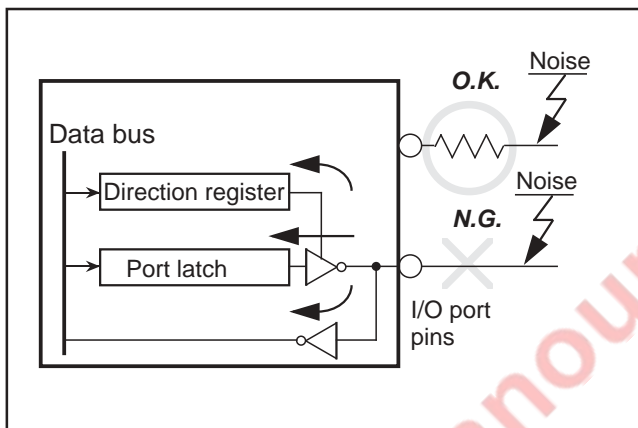 O.K.
Noise
Data bus
Direction register
Noise
N.G.
Port latch
I/O port
pins